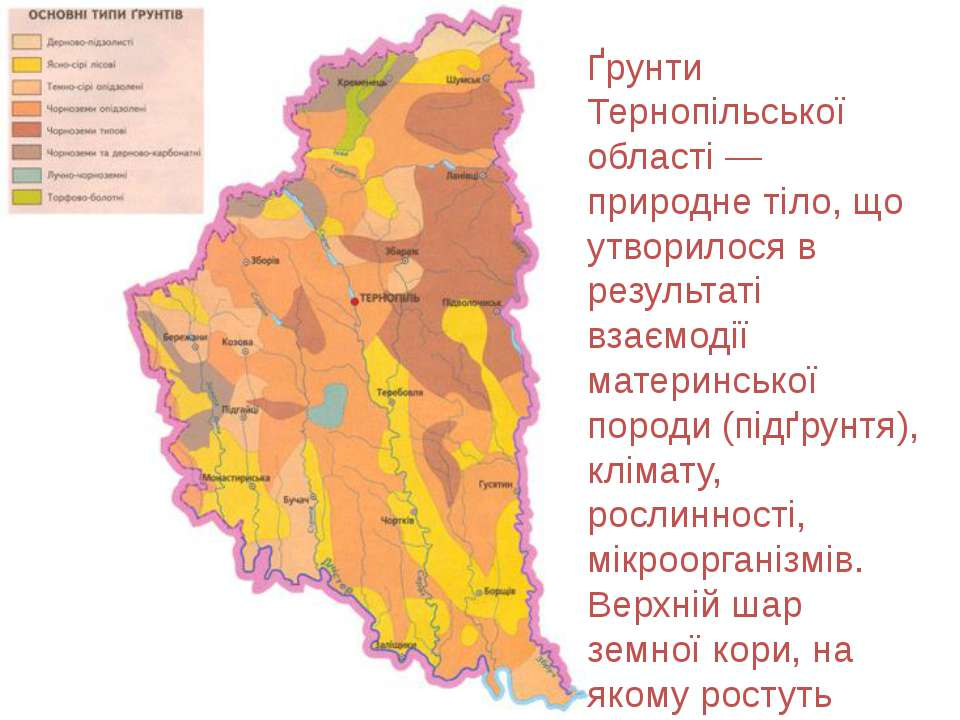 ОСНОВНІ ТИПИ ҐРУНТІВ
Дерново-підзолисті
Ясно-сірі лісові
Темно-сірі опідзолені
Чорноземи опідзолені
Чорноземи типові
Чорноземи та дерново-карбонатні
Лучно-чорноземні
Торфово-болотні
Кременець
Шумськ
Ланівці
Збараж
Зборів
ТЕРНОПІЛЬ
Підволочиськ
Бережани
Козова
Теребовля
Підгайці
Монастириська
Гусятин
Бучач
Чортків
Дністер
Борщів
Заліщики
Збруч
Ґрунти
Тернопільської
області —
природне тіло, що
утворилося в
результаті
взаємодії
материнської
породи (підґрунтя),
клімату,
рослинності,
мікроорганізмів.
Верхній шар
земної кори, на
якому ростуть